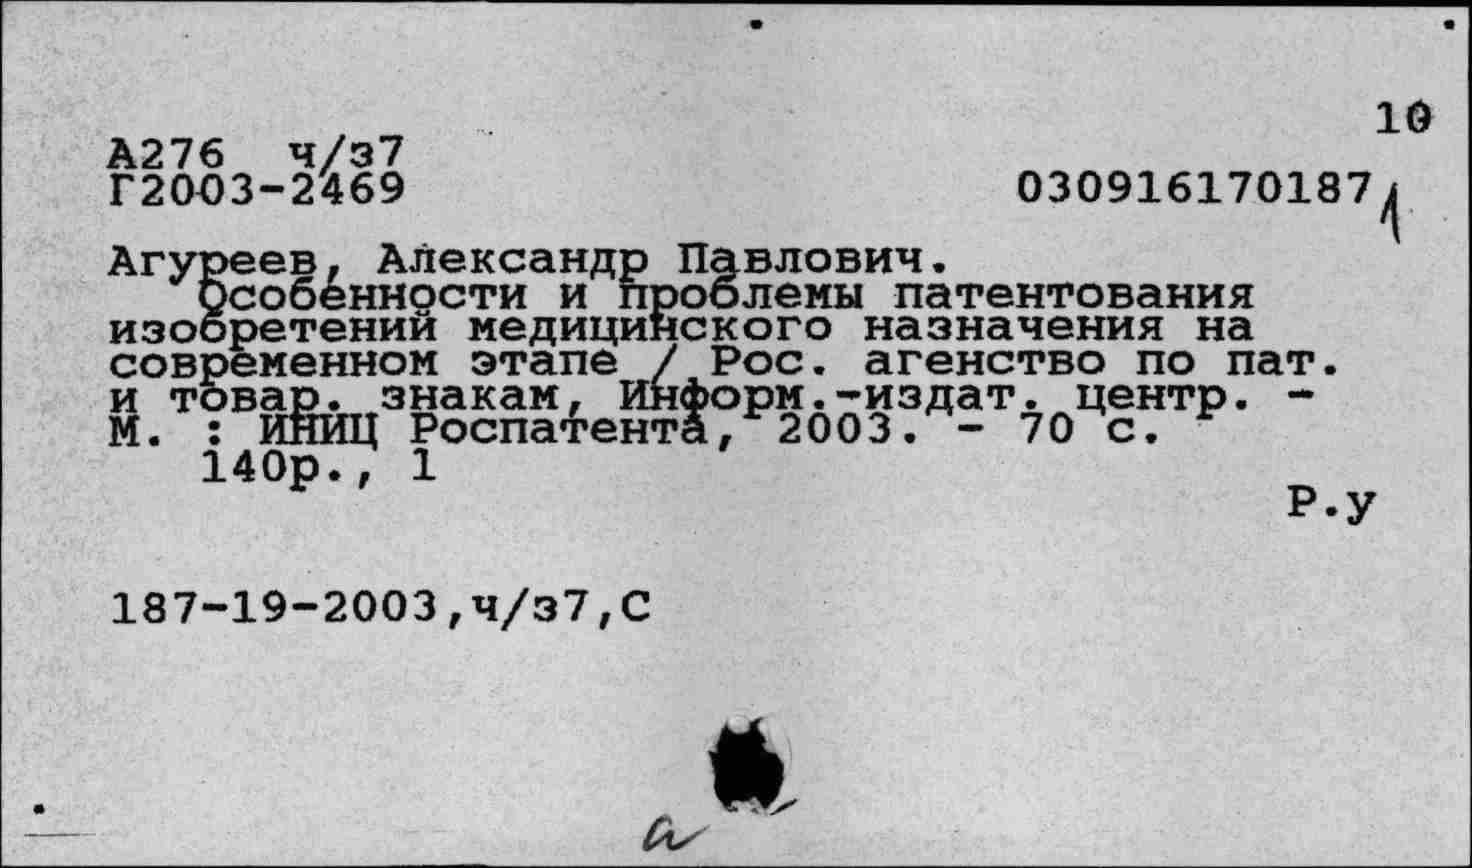 10
А276 ч/з7
Г2003-2469 030916170187
Агуреев, Александр Павлович.
Особенности и проблемы патентования
изобретений медицинского назначения на
современном этапе / Рос. агенство по пат.
и товар. знакам, Информ.-издат. центр. -
М. : ИНИЦ Роспатента, 2003. - 70 с.
140р., 1
Р.у
187-19-2003,ч/з7,С
а